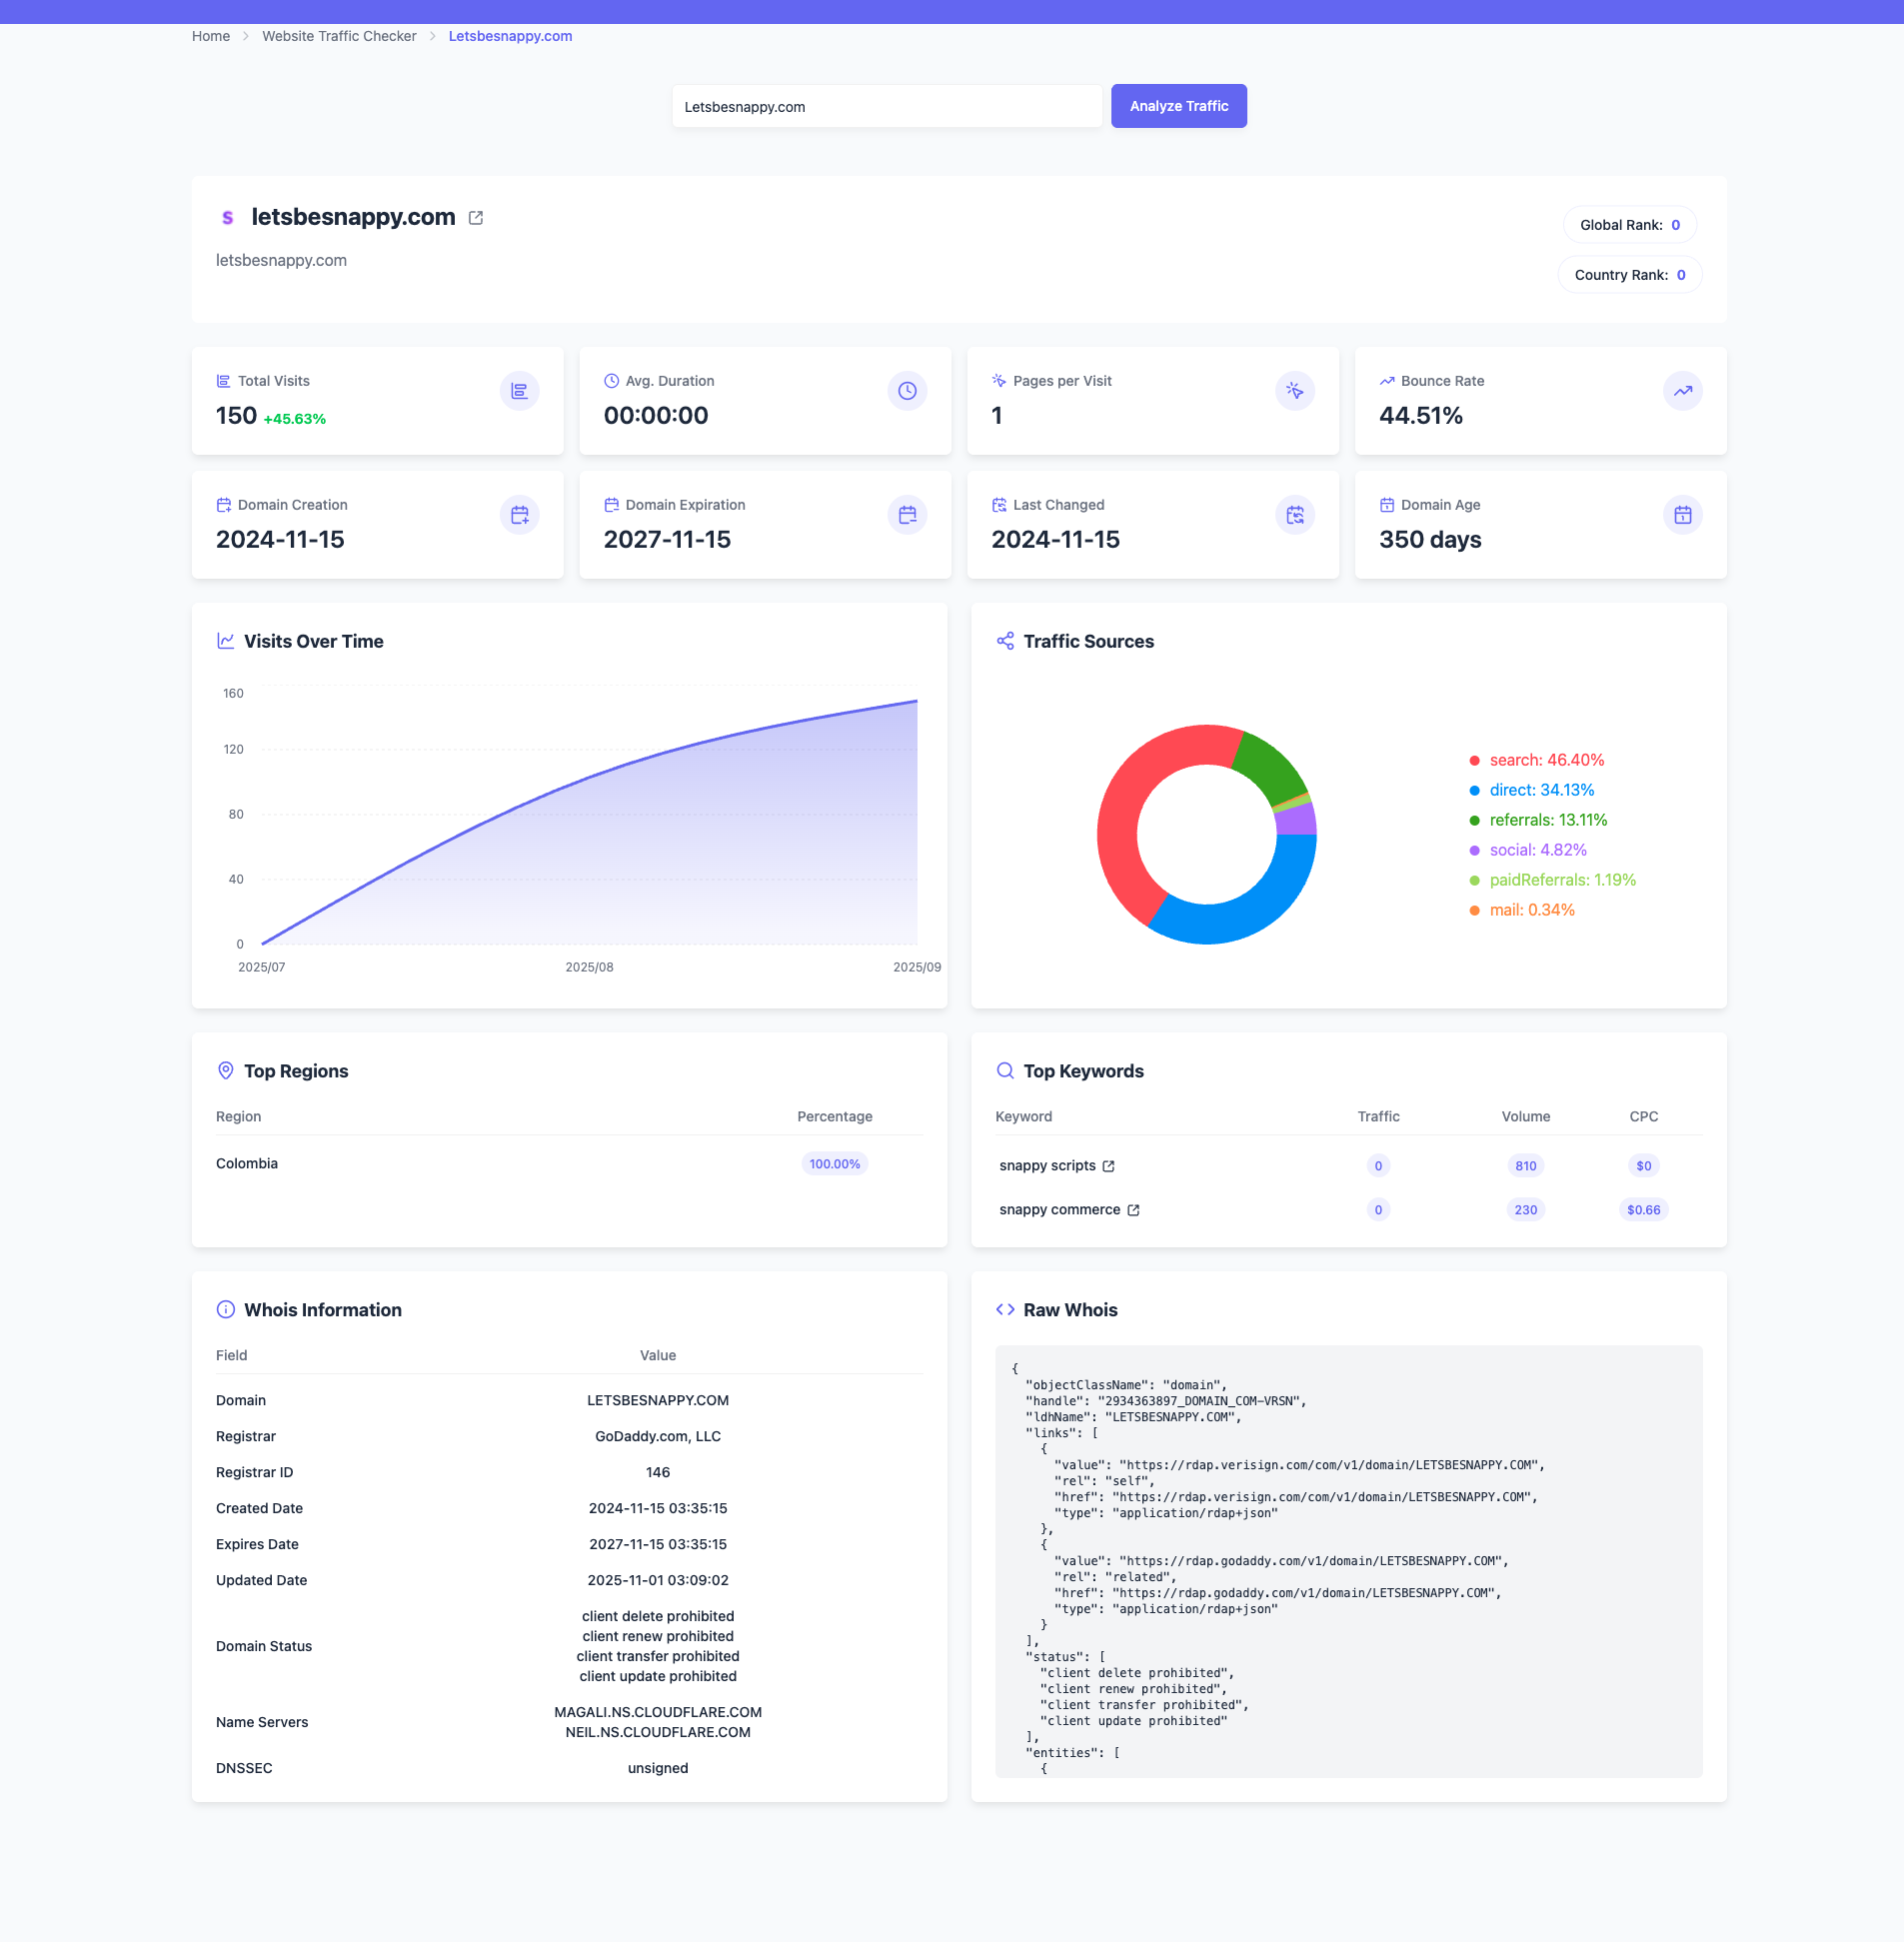 Home > Website Traffic Checker > Letsbesnappy.com
Letsbesnappy.com
Analyze Traffic
S letsbesnappy.com
letsbesnappy.com
Global Rank: 0
Country Rank: 0
Total Visits
150 +45.63%
Avg. Duration
00:00:00
Pages per Visit
1
Bounce Rate
44.51%
Domain Creation
2024-11-15
Domain Expiration
2027-11-15
Last Changed
2024-11-15
Domain Age
350 days
Visits Over Time
160
120
80
40
0
2025/07 2025/08 2025/09
Traffic Sources
search: 46.40%
direct: 34.13%
referrals: 13.11%
social: 4.82%
paidReferrals: 1.19%
mail: 0.34%
Top Regions
Region Percentage
Colombia 100.00%
Top Keywords
Keyword Traffic Volume CPC
snappy scripts 0 810 $0
snappy commerce 0 230 $0.66
Whois Information
Field Value
Domain LETSBESNAPPY.COM
Registrar GoDaddy.com, LLC
Registrar ID 146
Created Date 2024-11-15 03:35:15
Expires Date 2027-11-15 03:35:15
Updated Date 2025-11-01 03:09:02
Domain Status
client delete prohibited
client renew prohibited
client transfer prohibited
client update prohibited
Name Servers
MAGALI.NS.CLOUDFLARE.COM
NEIL.NS.CLOUDFLARE.COM
DNSSEC unsigned
Raw Whois
{
"objectClassName": "domain",
"handle": "2934363897_DOMAIN_COM-VRSN",
"ldhName": "LETSBESNAPPY.COM",
"links": [
{
"value": "https://rdap.verisign.com/com/v1/domain/LETSBESNAPPY.COM",
"rel": "self",
"href": "https://rdap.verisign.com/com/v1/domain/LETSBESNAPPY.COM",
"type": "application/rdap+json"
},
{
"value": "https://rdap.godaddy.com/v1/domain/LETSBESNAPPY.COM",
"rel": "related",
"href": "https://rdap.godaddy.com/v1/domain/LETSBESNAPPY.COM",
"type": "application/rdap+json"
}
],
"status": [
"client delete prohibited",
"client renew prohibited",
"client transfer prohibited",
"client update prohibited"
],
"entities": [
{